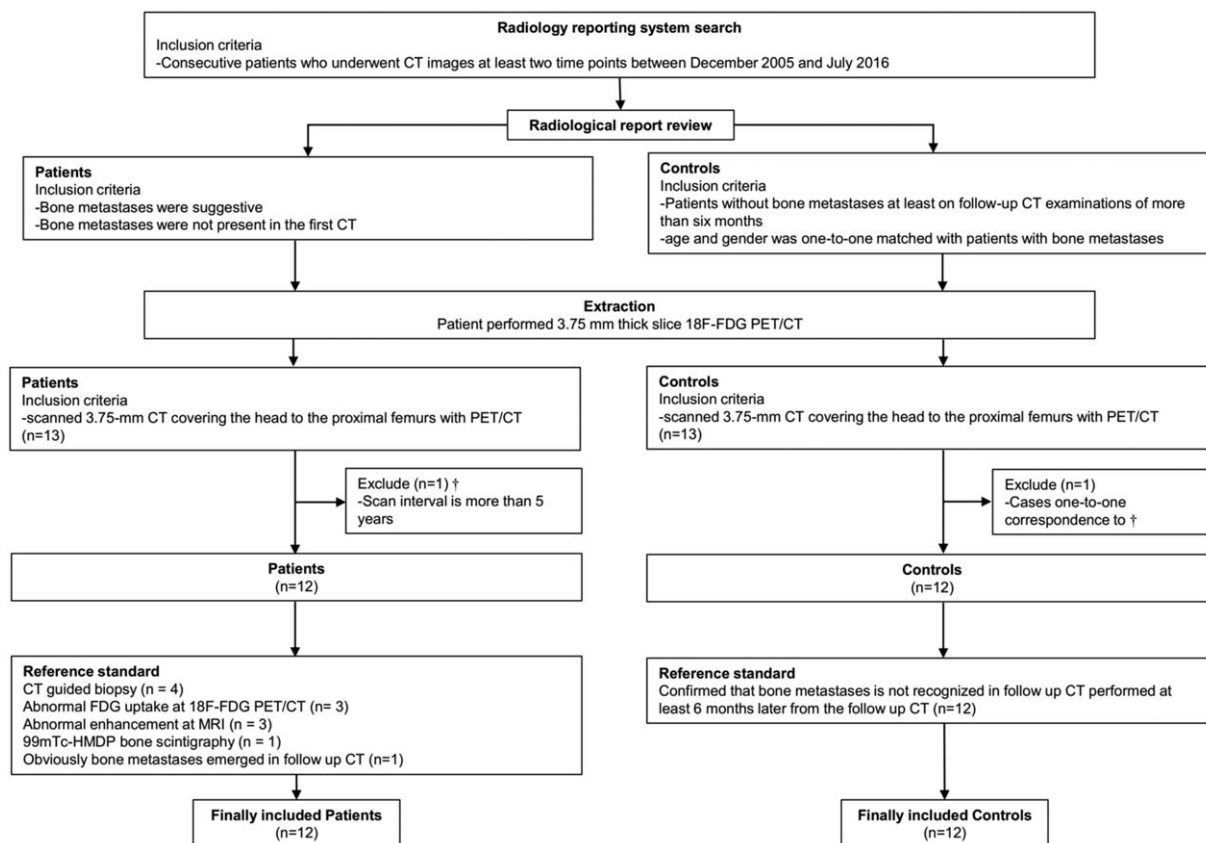 Radiology reporting system search
Inclusion criteria
-Consecutive patients who underwent CT images at least two time points between December 2005 and July 2016
Radiological report review
Patients
Inclusion criteria
-Bone metastases were suggestive
-Bone metastases were not present in the first CT
Controls
Inclusion criteria
-Patients without bone metastases at least on follow-up CT examinations of more
than six months
-age and gender was one-to-one matched with patients with bone metastases
Extraction
Patient performed 3.75 mm thick slice 18F-FDG PET/CT
Patients
Inclusion criteria
-scanned 3.75-mm CT covering the head to the proximal femurs with PET/CT
(n=13)
Controls
Inclusion criteria
-scanned 3.75-mm CT covering the head to the proximal femurs with PET/CT
(n=13)
Exclude (n=1) †
-Scan interval is more than 5
years
Exclude (n=1)
-Cases one-to-one
correspondence to †
Patients
(n=12)
Controls
(n=12)
Reference standard
CT guided biopsy (n = 4)
Abnormal FDG uptake at 18F-FDG PET/CT (n= 3)
Abnormal enhancement at MRI (n = 3)
99mTc-HMDP bone scintigraphy (n = 1)
Obviously bone metastases emerged in follow up CT (n=1)
Reference standard
Confirmed that bone metastases is not recognized in follow up CT performed at
least 6 months later from the follow up CT (n=12)
Finally included Patients
(n=12)
Finally included Controls
(n=12)